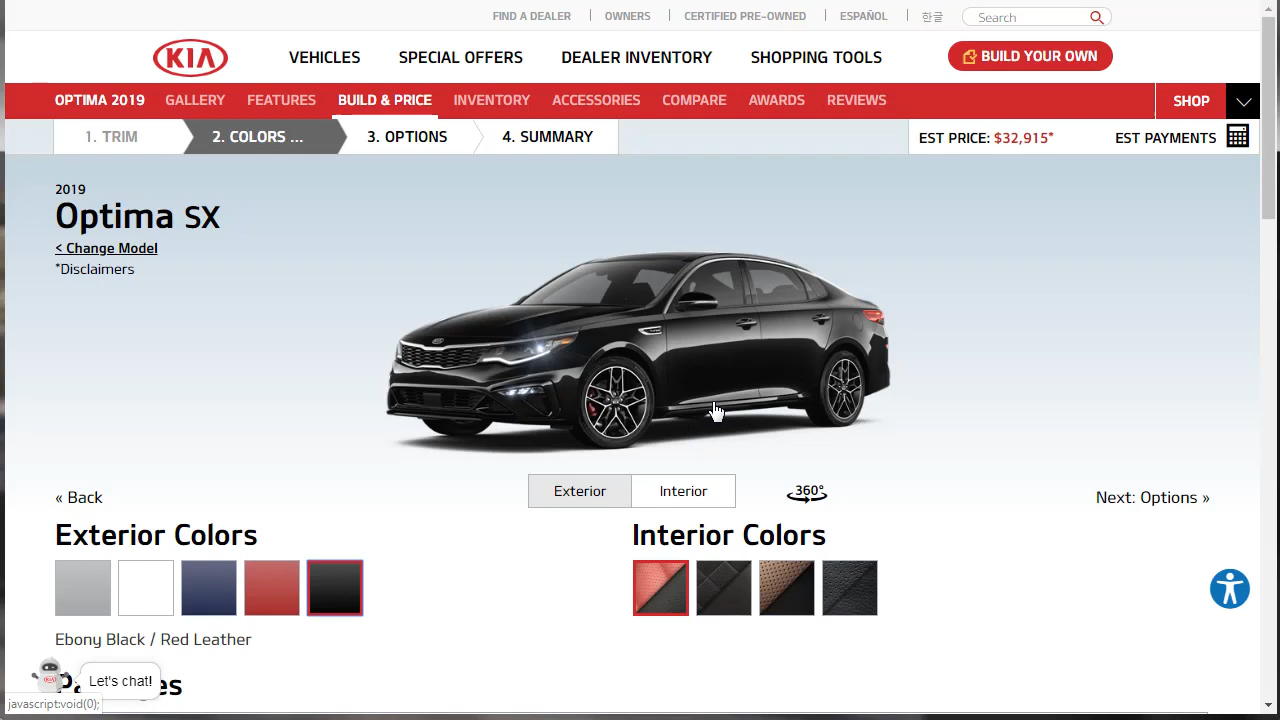 FIND A DEALER
OWNERS
CERTIFIED PRE-OWNED
ESPAÑOL
한글
Search
KIA
VEHICLES
SPECIAL OFFERS
DEALER INVENTORY
SHOPPING TOOLS
BUILD YOUR OWN
OPTIMA 2019
GALLERY
FEATURES
BUILD & PRICE
INVENTORY
ACCESSORIES
COMPARE
AWARDS
REVIEWS
SHOP
1. TRIM
2. COLORS ...
3. OPTIONS
4. SUMMARY
EST PRICE: $32,915*
EST PAYMENTS
2019
Optima SX
< Change Model
*Disclaimers
« Back
Exterior
Interior
360°
Next: Options »
Exterior Colors
Interior Colors
Ebony Black / Red Leather
Let's chat!
javascript:void(0);